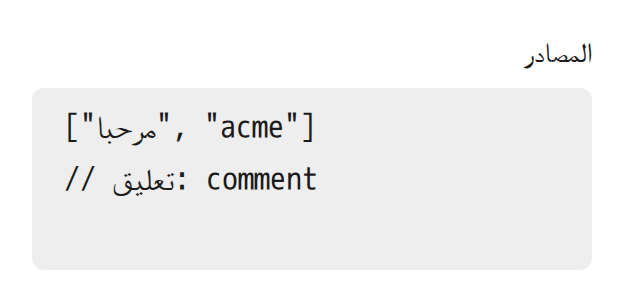 المصادر
["مرحبا", "acme"]
// تعليق: comment